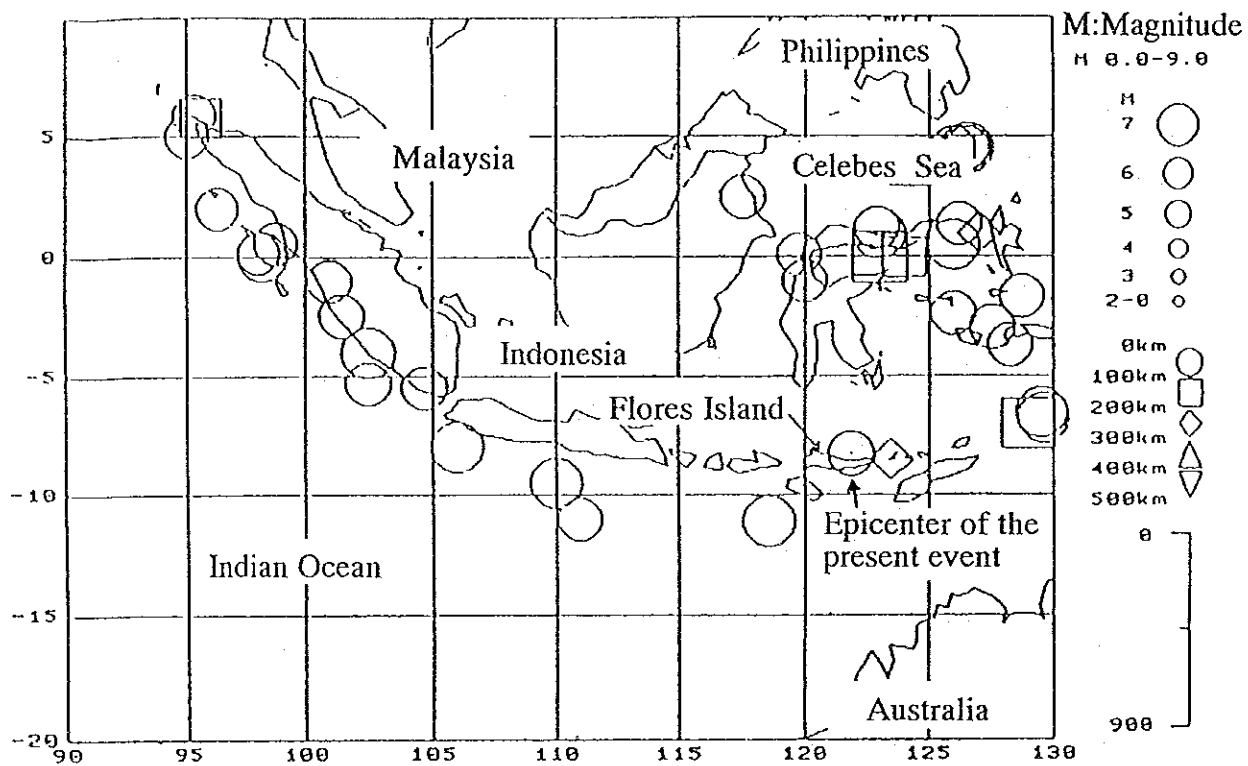 M:Magnitude
M 0.0-9.0
Philippines
M
7
6
5
4
3
2-0
5
Malaysia
Celebes Sea
0
0km
100km
200km
300km
400km
500km
Indonesia
-5
Flores Island
-10
Epicenter of the
present event
0
Indian Ocean
-15
Australia
900
-20
90
95
100
105
110
115
120
125
130